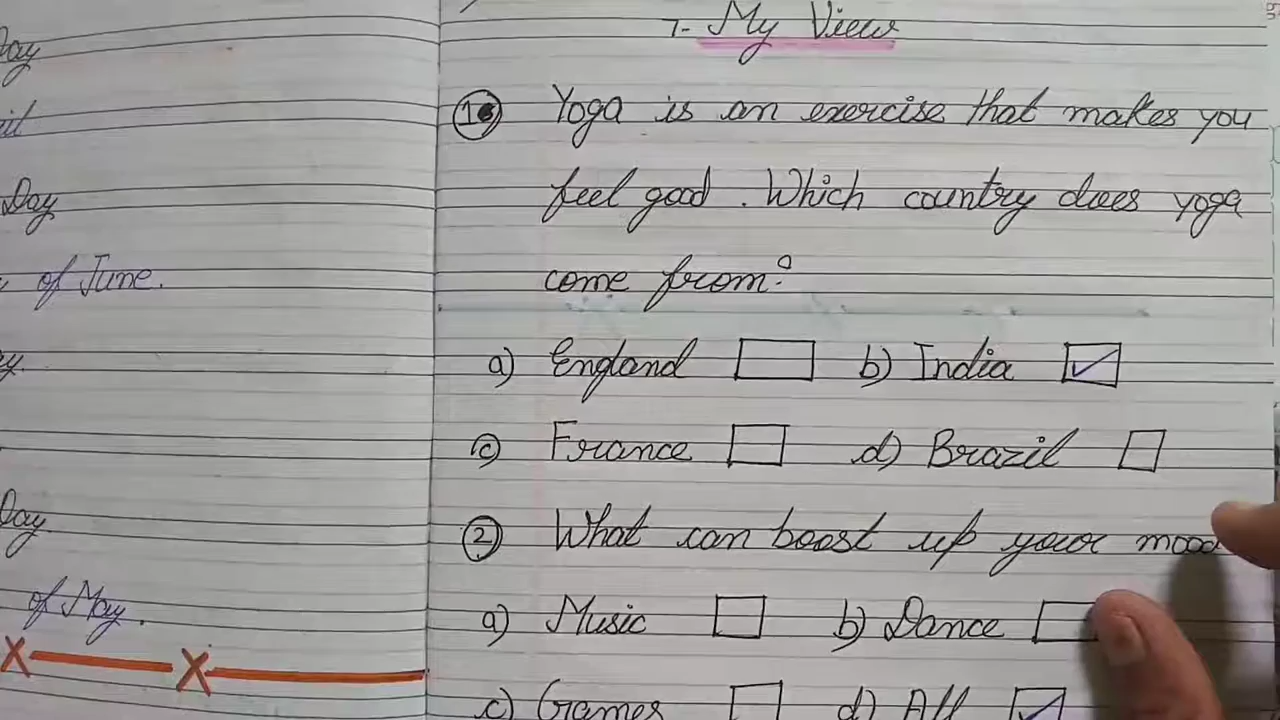 Day
Day
of June.
Day
of May.
7- My View
1 Yoga is an exercise that makes you
feel good. Which country does yoga
come from?
a) England b) India ✓
c) France d) Brazil
2 What can boost up your mood
a) Music b) Dance
c) Games d) All ✓